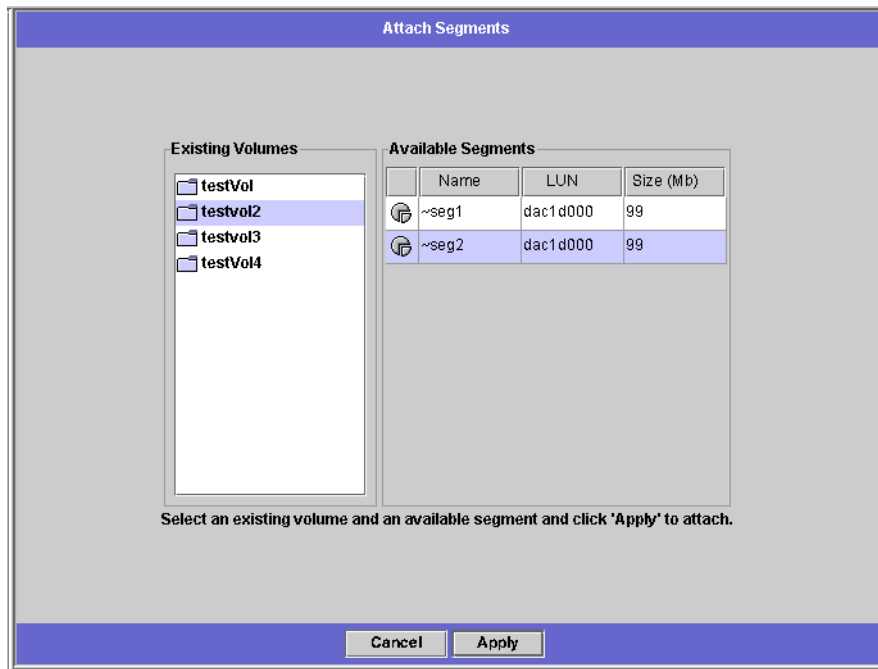 Attach Segments
Existing Volumes
testVol
testvol2
testvol3
testVol4
Available Segments
Name LUN Size (Mb)
~seg1 dac1d000 99
~seg2 dac1d000 99
Select an existing volume and an available segment and click 'Apply' to attach.
Cancel Apply